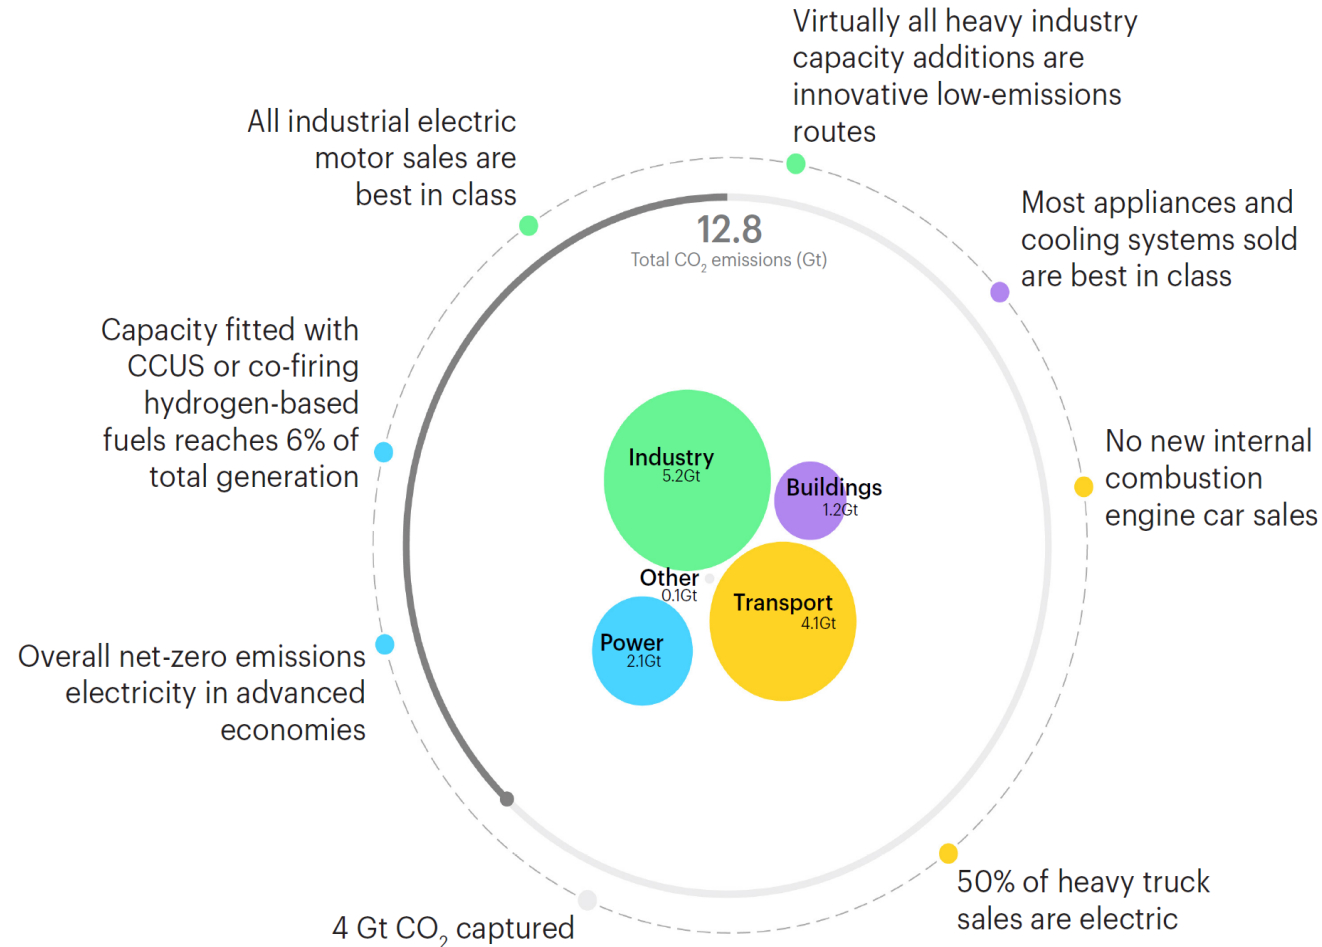 Virtually all heavy industry
capacity additions are
innovative low-emissions
routes
All industrial electric
motor sales are
best in class
Most appliances and
cooling systems sold
are best in class
12.8
Total CO₂ emissions (Gt)
Capacity fitted with
CCUS or co-firing
hydrogen-based
fuels reaches 6% of
total generation
No new internal
combustion
engine car sales
Industry
5.2Gt
Buildings
1.2Gt
Other
0.1Gt
Transport
4.1Gt
Power
2.1Gt
Overall net-zero emissions
electricity in advanced
economies
50% of heavy truck
sales are electric
4 Gt CO₂ captured